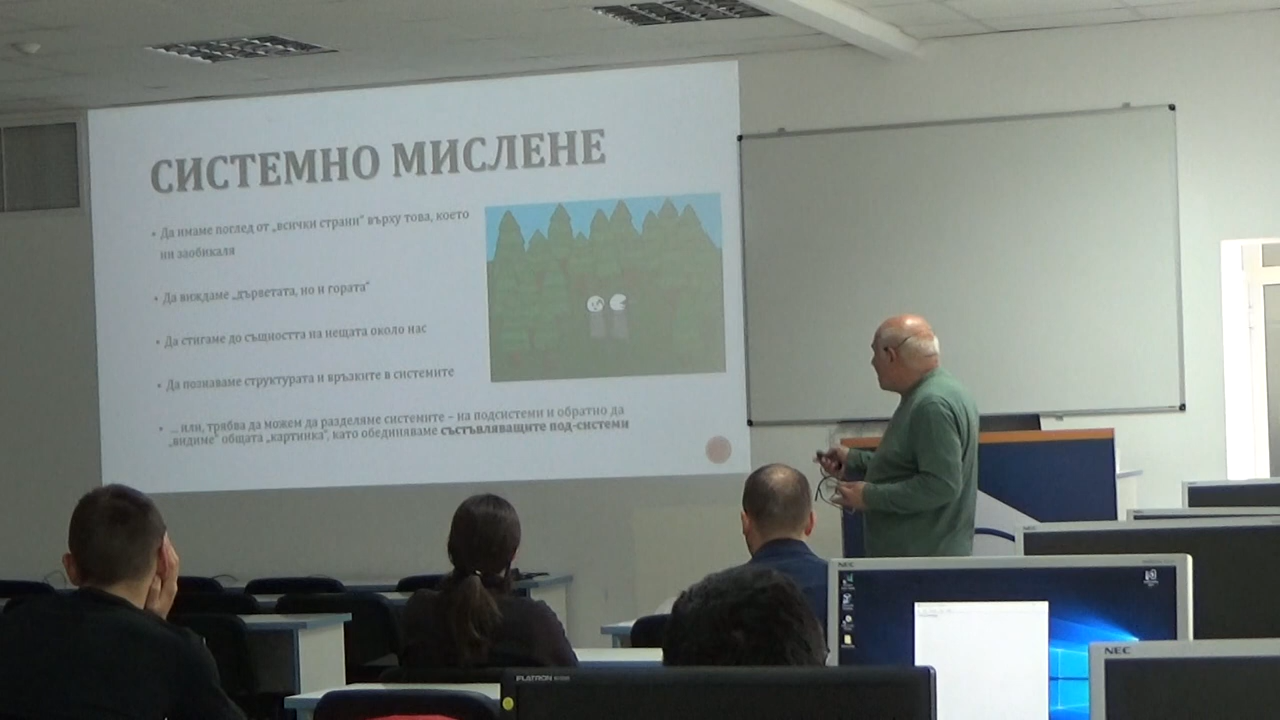 СИСТЕМНО МИСЛЕНЕ
• Да имаме поглед от „всички страни“ върху това, което
ни заобикаля
• Да виждаме „дърветата, но и гората“
• Да стигаме до същността на нещата около нас
• Да познаваме структурата и връзките в системите
• ... или, трябва да можем да разделяме системите – на подсистеми и обратно да
„видиме“ общата „картинка“, като обединяваме съствляващите под-системи
NEC
FLATRON
NEC